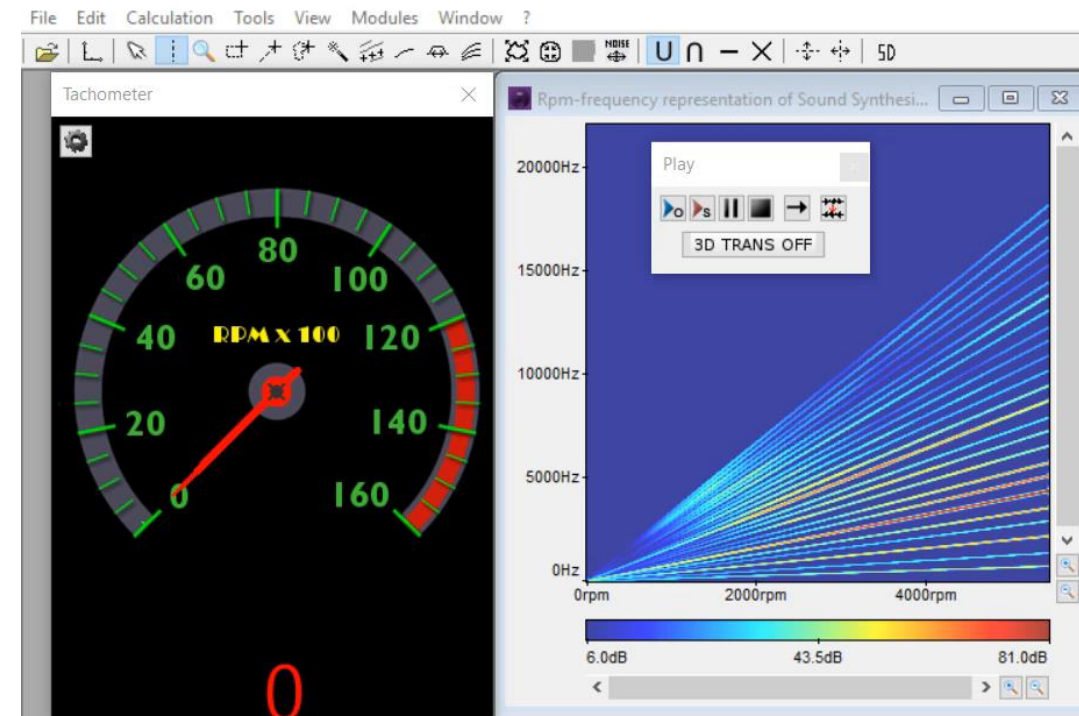 File Edit Calculation Tools View Modules Window ?
NOISE 5D
Tachometer
Rpm-frequency representation of Sound Synthesi...
Play
O S
3D TRANS OFF
80
60 100
40 RPM x 100 120
20 140
0 160
0
20000Hz
15000Hz
10000Hz
5000Hz
0Hz
0rpm 2000rpm 4000rpm
6.0dB 43.5dB 81.0dB